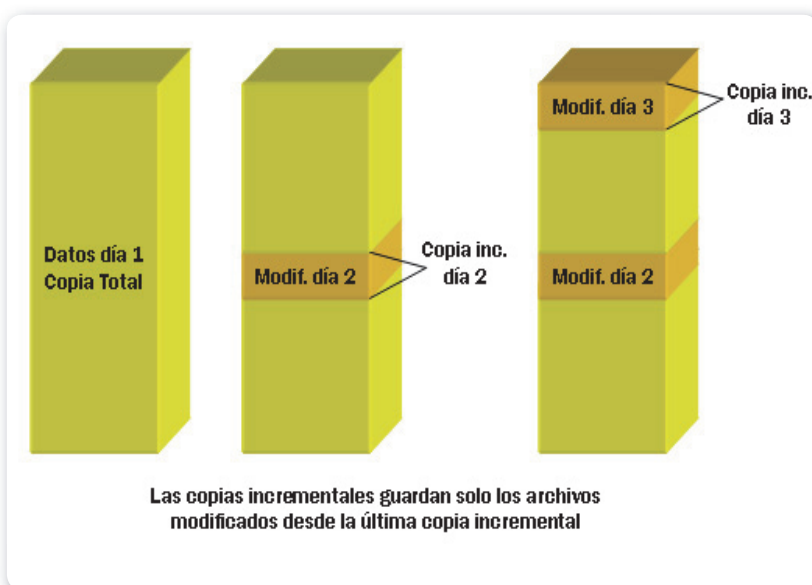 Datos día 1
Copia Total
Modif. día 2
Copia inc.
día 2
Modif. día 3
Modif. día 2
Copia inc.
día 3
Las copias incrementales guardan solo los archivos
modificados desde la última copia incremental